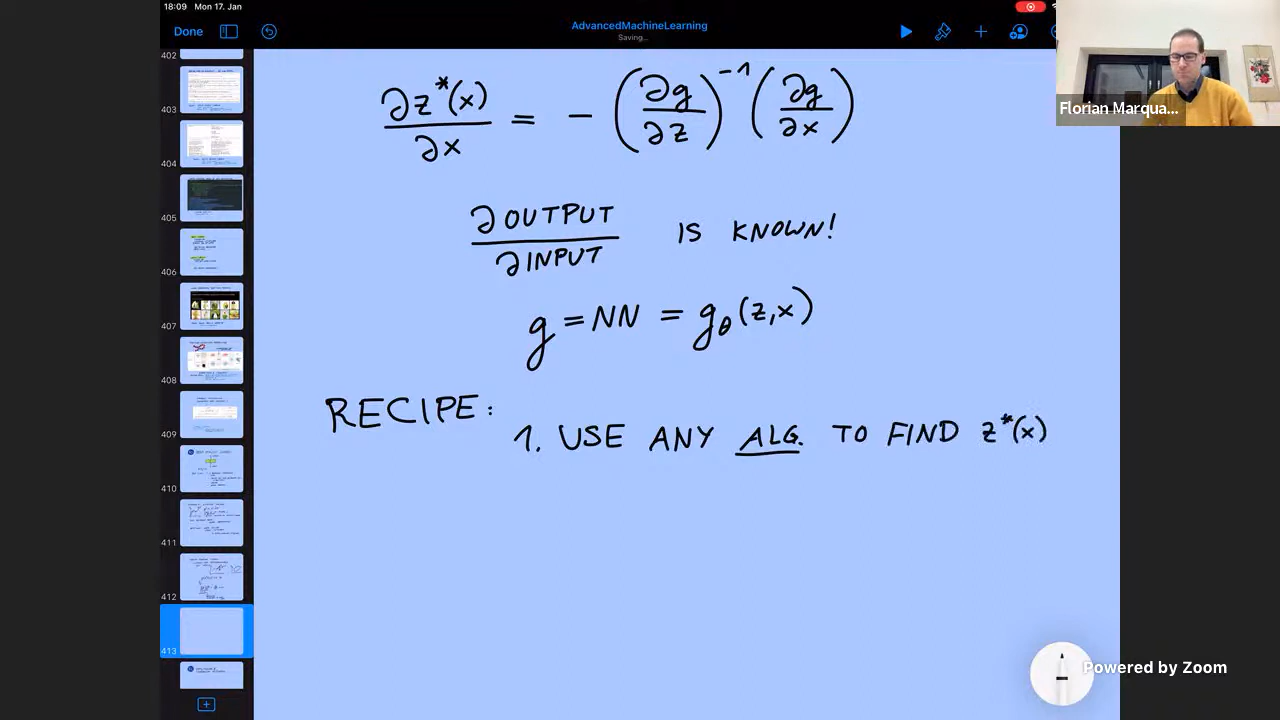 18:09 Mon 17. Jan
Done
AdvancedMachineLearning
Saving...
Florian Marqua...
402
403
404
405
406
407
408
409
410
411
412
413
∂z*(x)/∂x = - (∂g/∂z)⁻¹ (∂g/∂x)
∂OUTPUT/∂INPUT IS KNOWN!
g = NN = g_θ(z,x)
RECIPE:
1. USE ANY ALG. TO FIND z*(x)
Powered by Zoom